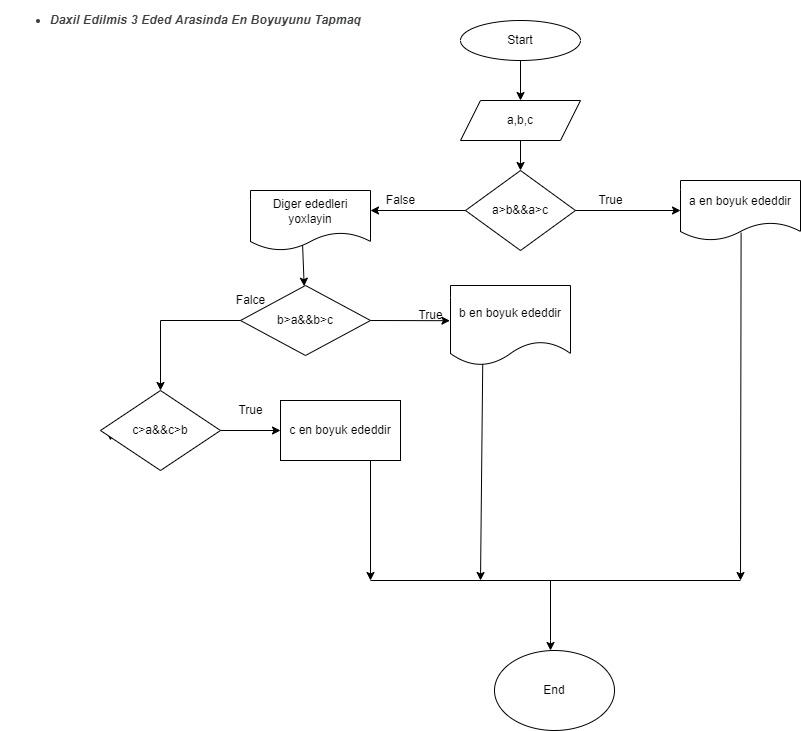 Daxil Edilmis 3 Eded Arasinda En Boyuyunu Tapmaq
Start
a,b,c
a>b&&a>c
False
True
Diger ededleri
yoxlayin
a en boyuk ededdir
b>a&&b>c
Falce
True
b en boyuk ededdir
c>a&&c>b
True
c en boyuk ededdir
End